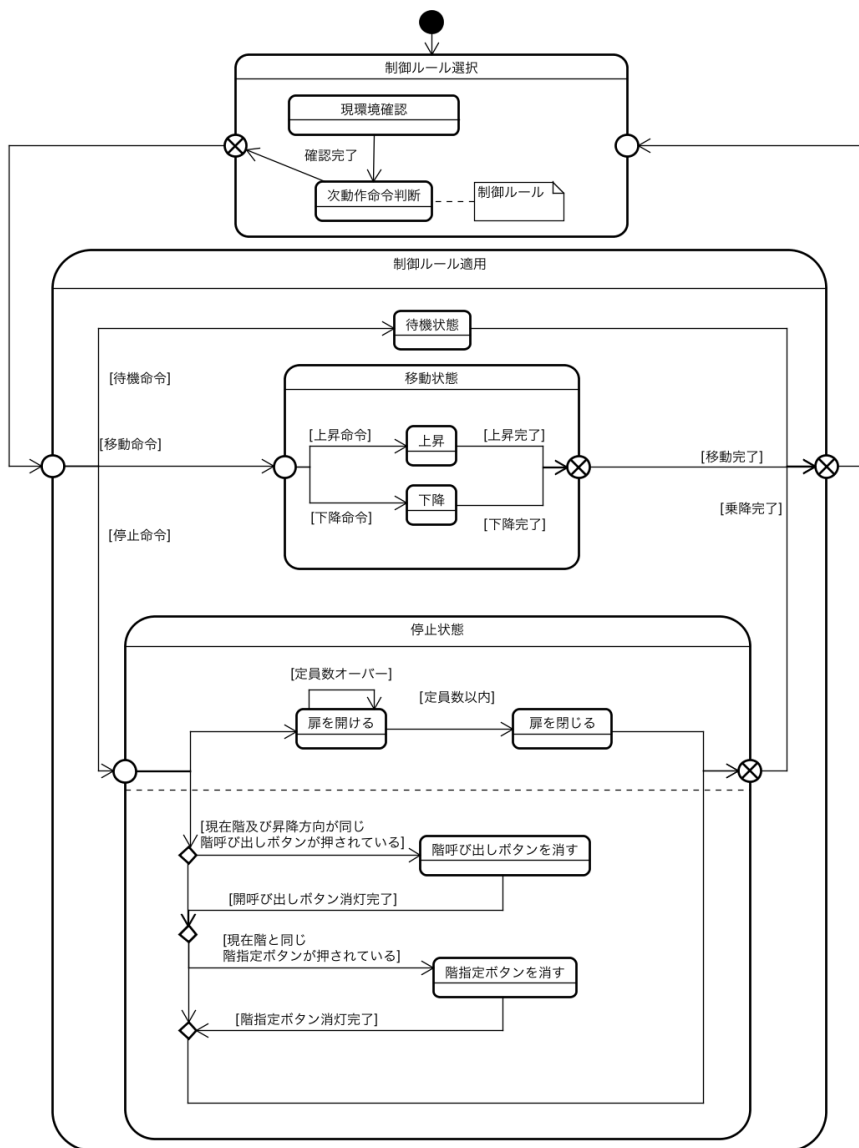 制御ルール選択
現環境確認
確認完了
次動作命令判断
制御ルール
制御ルール適用
待機状態
[待機命令]
移動状態
[上昇命令]
上昇
[上昇完了]
[移動命令]
[移動完了]
下降
[下降命令]
[下降完了]
[乗降完了]
[停止命令]
停止状態
[定員数オーバー]
[定員数以内]
扉を開ける
扉を閉じる
[現在階及び昇降方向が同じ
階呼び出しボタンが押されている]
階呼び出しボタンを消す
[開呼び出しボタン消灯完了]
[現在階と同じ
階指定ボタンが押されている]
階指定ボタンを消す
[階指定ボタン消灯完了]